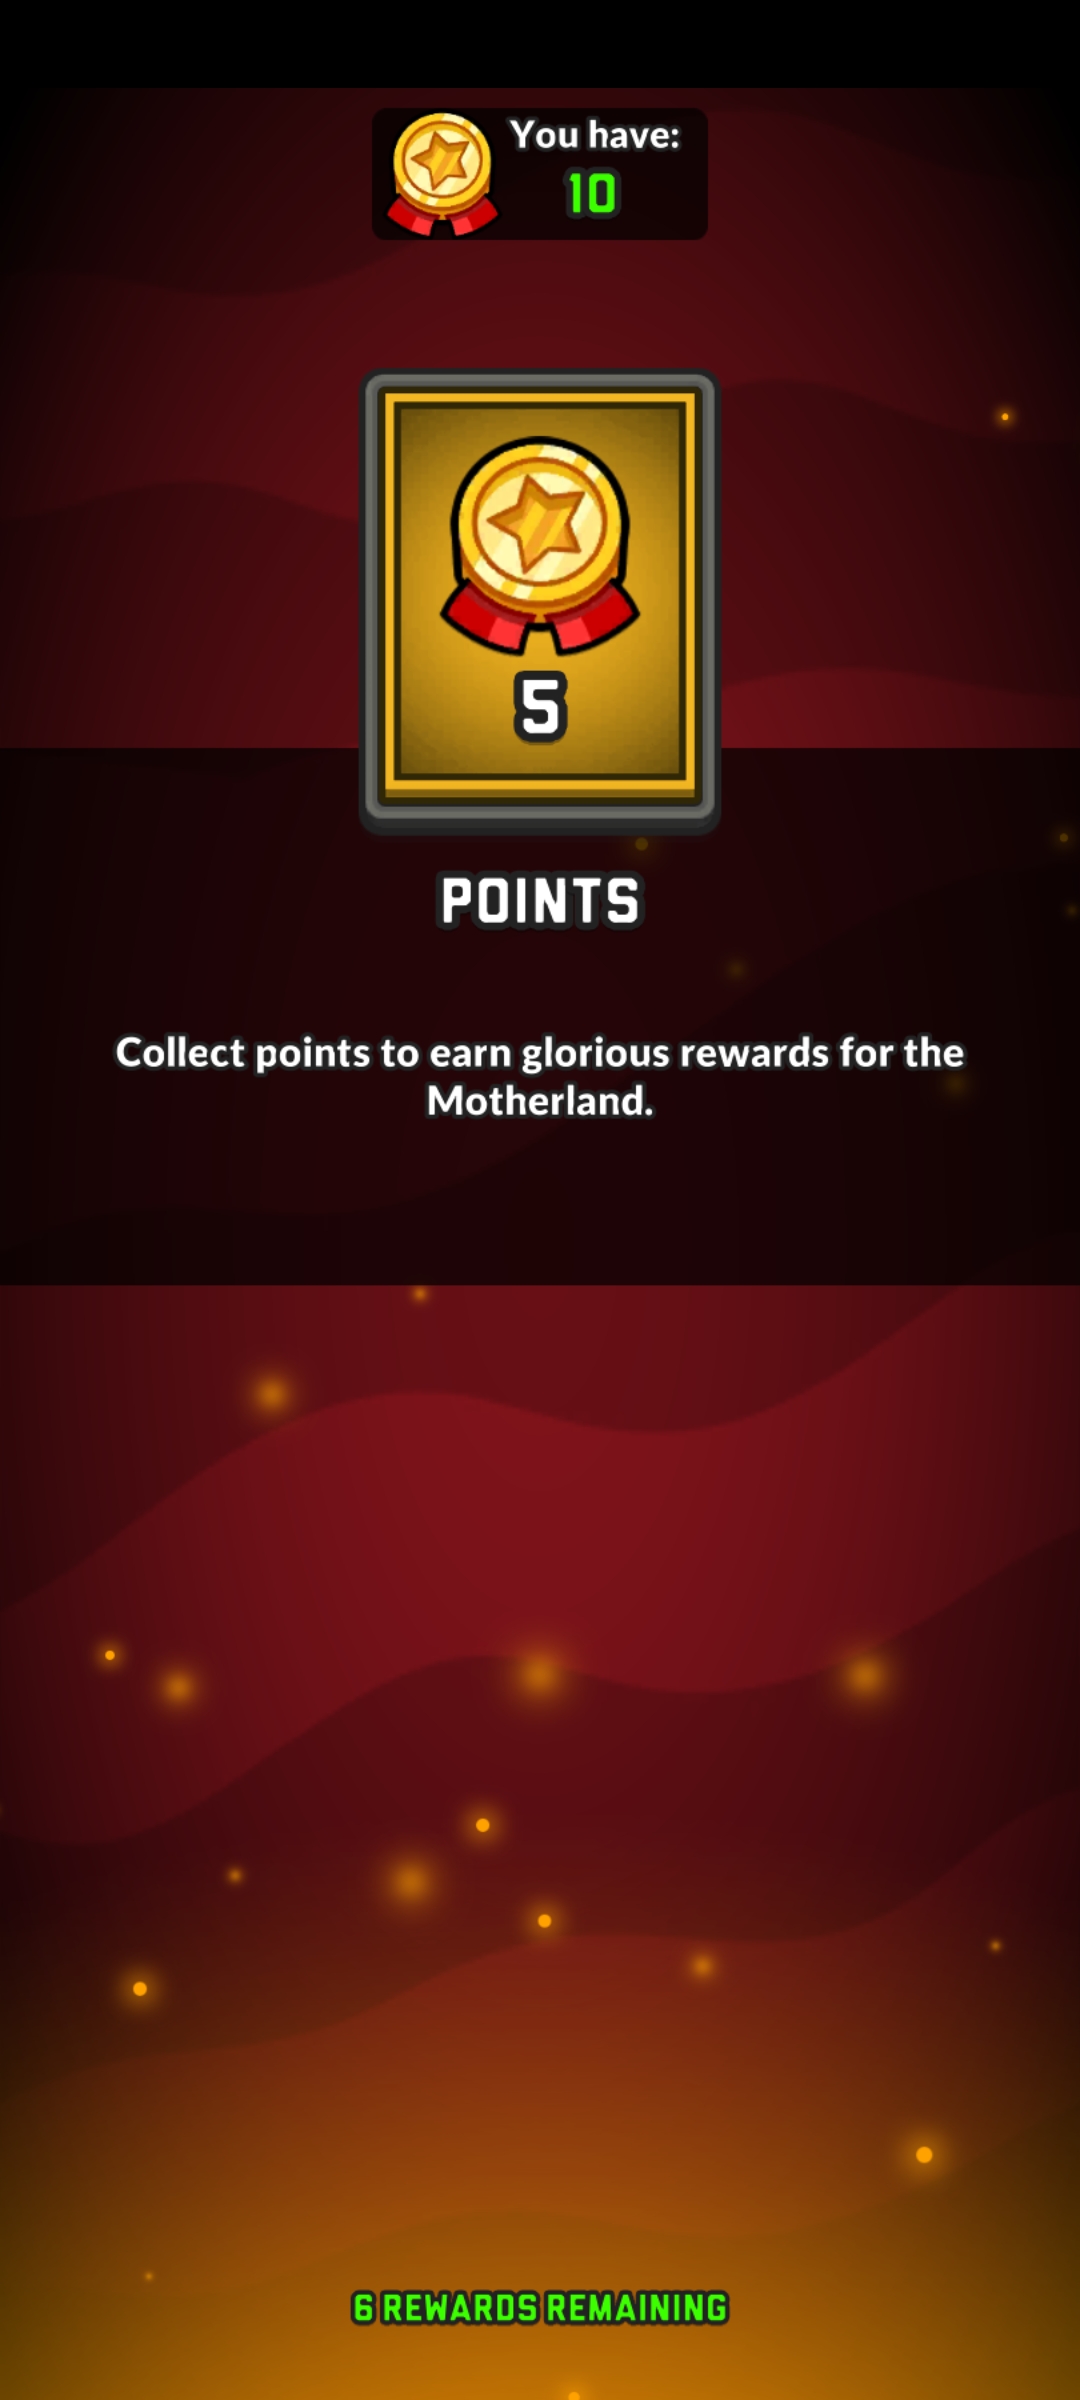 You have:
10
5
POINTS
Collect points to earn glorious rewards for the
Motherland.
6 REWARDS REMAINING